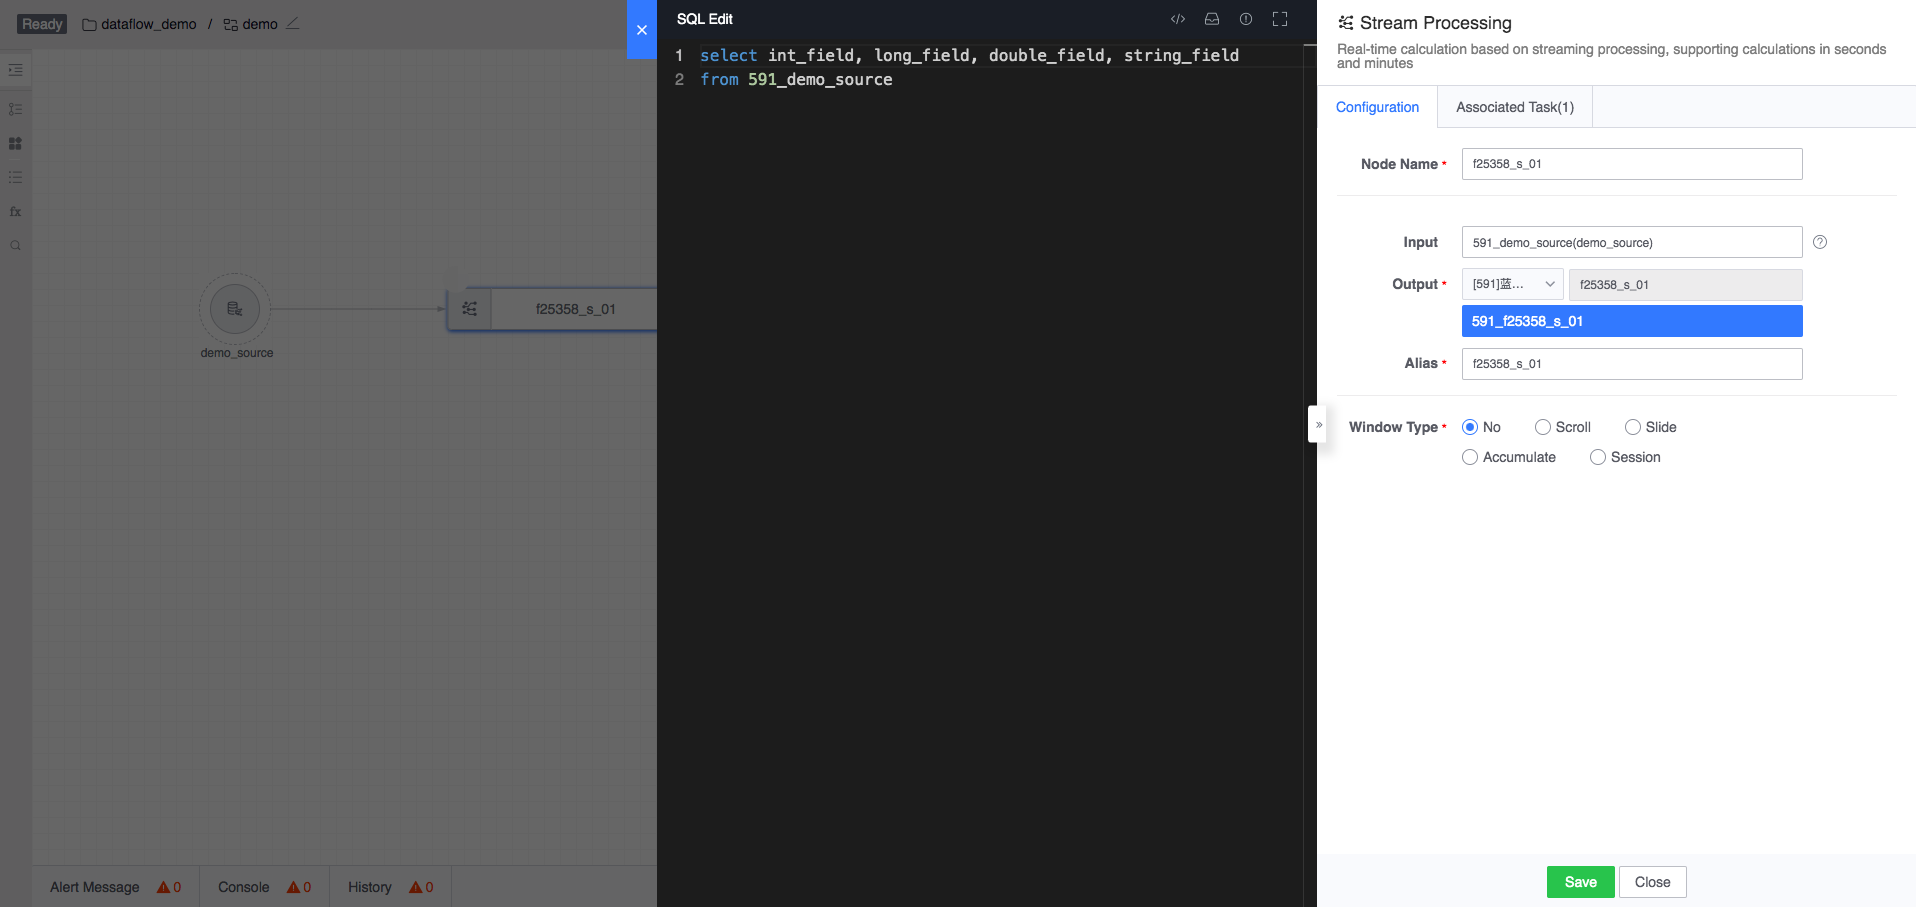 Ready dataflow_demo / demo
fx
demo_source
f25358_s_01
Alert Message 0 Console 0 History 0
SQL Edit
1 select int_field, long_field, double_field, string_field
2 from 591_demo_source
Stream Processing
Real-time calculation based on streaming processing, supporting calculations in seconds
and minutes
Configuration Associated Task(1)
Node Name * f25358_s_01
Input 591_demo_source(demo_source)
Output * [591]蓝... f25358_s_01
591_f25358_s_01
Alias * f25358_s_01
Window Type * No Scroll Slide
Accumulate Session
Save Close